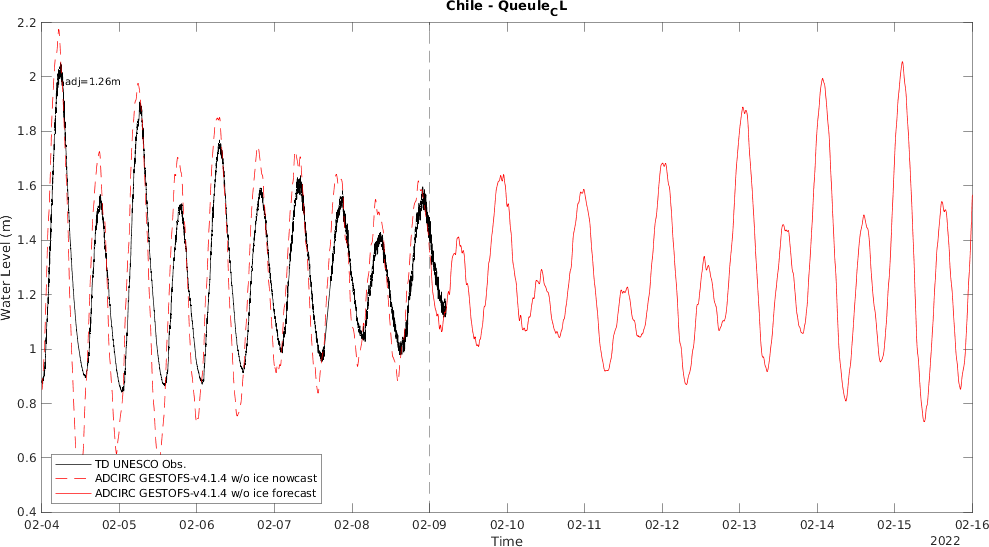 Chile - Queule_CL
2.2
2
1.8
1.6
1.4
1.2
1
0.8
0.6
0.4
Water Level (m)
adj=1.26m
TD UNESCO Obs.
ADCIRC GESTOFS-v4.1.4 w/o ice nowcast
ADCIRC GESTOFS-v4.1.4 w/o ice forecast
02-04 02-05 02-06 02-07 02-08 02-09 02-10 02-11 02-12 02-13 02-14 02-15 02-16
Time
2022